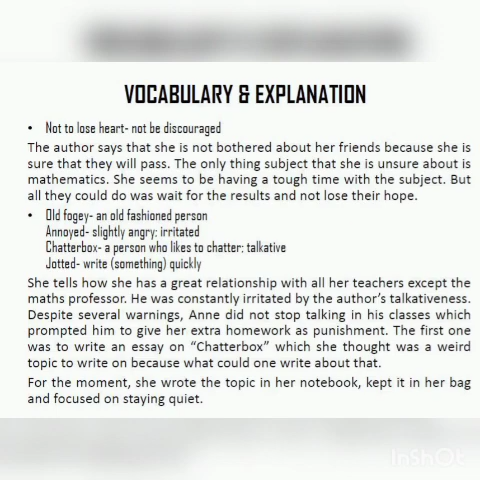 VOCABULARY & EXPLANATION
• Not to lose heart- not be discouraged
The author says that she is not bothered about her friends because she is
sure that they will pass. The only thing subject that she is unsure about is
mathematics. She seems to be having a tough time with the subject. But
all they could do was wait for the results and not lose their hope.
• Old fogey- an old fashioned person
Annoyed- slightly angry; irritated
Chatterbox- a person who likes to chatter; talkative
Jotted- write (something) quickly
She tells how she has a great relationship with all her teachers except the
maths professor. He was constantly irritated by the author's talkativeness.
Despite several warnings, Anne did not stop talking in his classes which
prompted him to give her extra homework as punishment. The first one
was to write an essay on "Chatterbox" which she thought was a weird
topic to write on because what could one write about that.
For the moment, she wrote the topic in her notebook, kept it in her bag
and focused on staying quiet.
InShOt